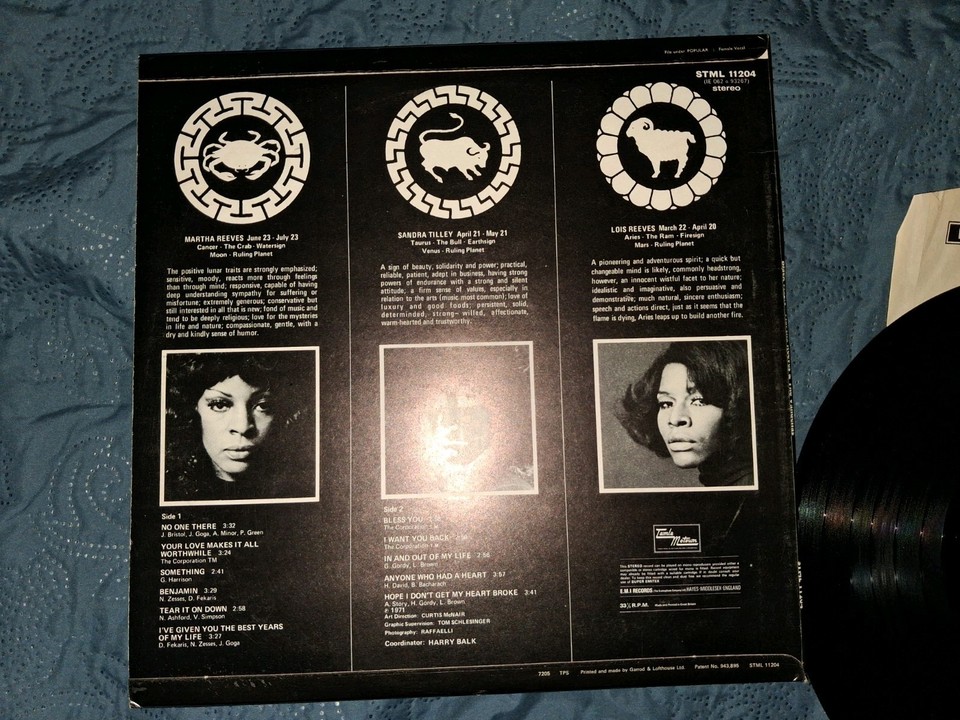 File under POPULAR : Female Vocal
STML 11204
(IE 062 o 93267)
stereo
MARTHA REEVES June 23 - July 23
Cancer - The Crab - Watersign
Moon - Ruling Planet
The positive lunar traits are strongly emphasized;
sensitive, moody, reacts more through feelings
than through mind; responsive, capable of having
deep understanding sympathy for suffering or
misfortune; extremely generous; conservative but
still interested in all that is new; fond of music and
tend to be deeply religious; love for the mysteries
in life and nature; compassionate, gentle, with a
dry and kindly sense of humor.
SANDRA TILLEY April 21 - May 21
Taurus - The Bull - Earthsign
Venus - Ruling Planet
A sign of beauty, solidarity and power; practical,
reliable, patient, adept in business, having strong
powers of endurance with a strong and silent
attitude; a firm sense of values, especially in
relation to the arts (music most common); love of
luxury and good foods; persistent, solid,
determined, strong-willed, affectionate,
warm-hearted and trustworthy.
LOIS REEVES March 22 - April 20
Aries - The Ram - Firesign
Mars - Ruling Planet
A pioneering and adventurous spirit; a quick but
changeable mind is likely, commonly headstrong,
however, an innocent wistful facet to her nature;
idealistic and imaginative, also persuasive and
demonstrative; much natural, sincere enthusiasm;
speech and actions direct, just as it seems that the
flame is dying, Aries leaps up to build another fire.
Side 1
NO ONE THERE 3:32
J. Bristol, J. Goga, A. Minor, P. Green
YOUR LOVE MAKES IT ALL
WORTHWHILE 3:24
The Corporation TM
SOMETHING 2:41
G. Harrison
BENJAMIN 3:29
N. Zesses, D. Fekaris
TEAR IT ON DOWN 2:58
N. Ashford, V. Simpson
I'VE GIVEN YOU THE BEST YEARS
OF MY LIFE 3:27
D. Fekaris, N. Zesses, J. Goga
Side 2
BLESS YOU
The Corporation
I WANT YOU BACK
The Corporation
IN AND OUT OF MY LIFE 2:56
G. Gordy, L. Brown
ANYONE WHO HAD A HEART 3:57
H. David, B. Bacharach
HOPE I DON'T GET MY HEART BROKE 3:41
A. Story, H. Gordy, L. Brown
℗ 1971
Art Direction: CURTIS McNAIR
Graphic Supervision: TOM SCHLESINGER
Photography: RAFFAELLI
Coordinator: HARRY BALK
Tamla
Motown
E.M.I RECORDS HAYES MIDDLESEX ENGLAND
33⅓ R.P.M.
7205 TPS Printed and made by Garrod & Lofthouse Ltd. Patent No. 943,895 STML 11204